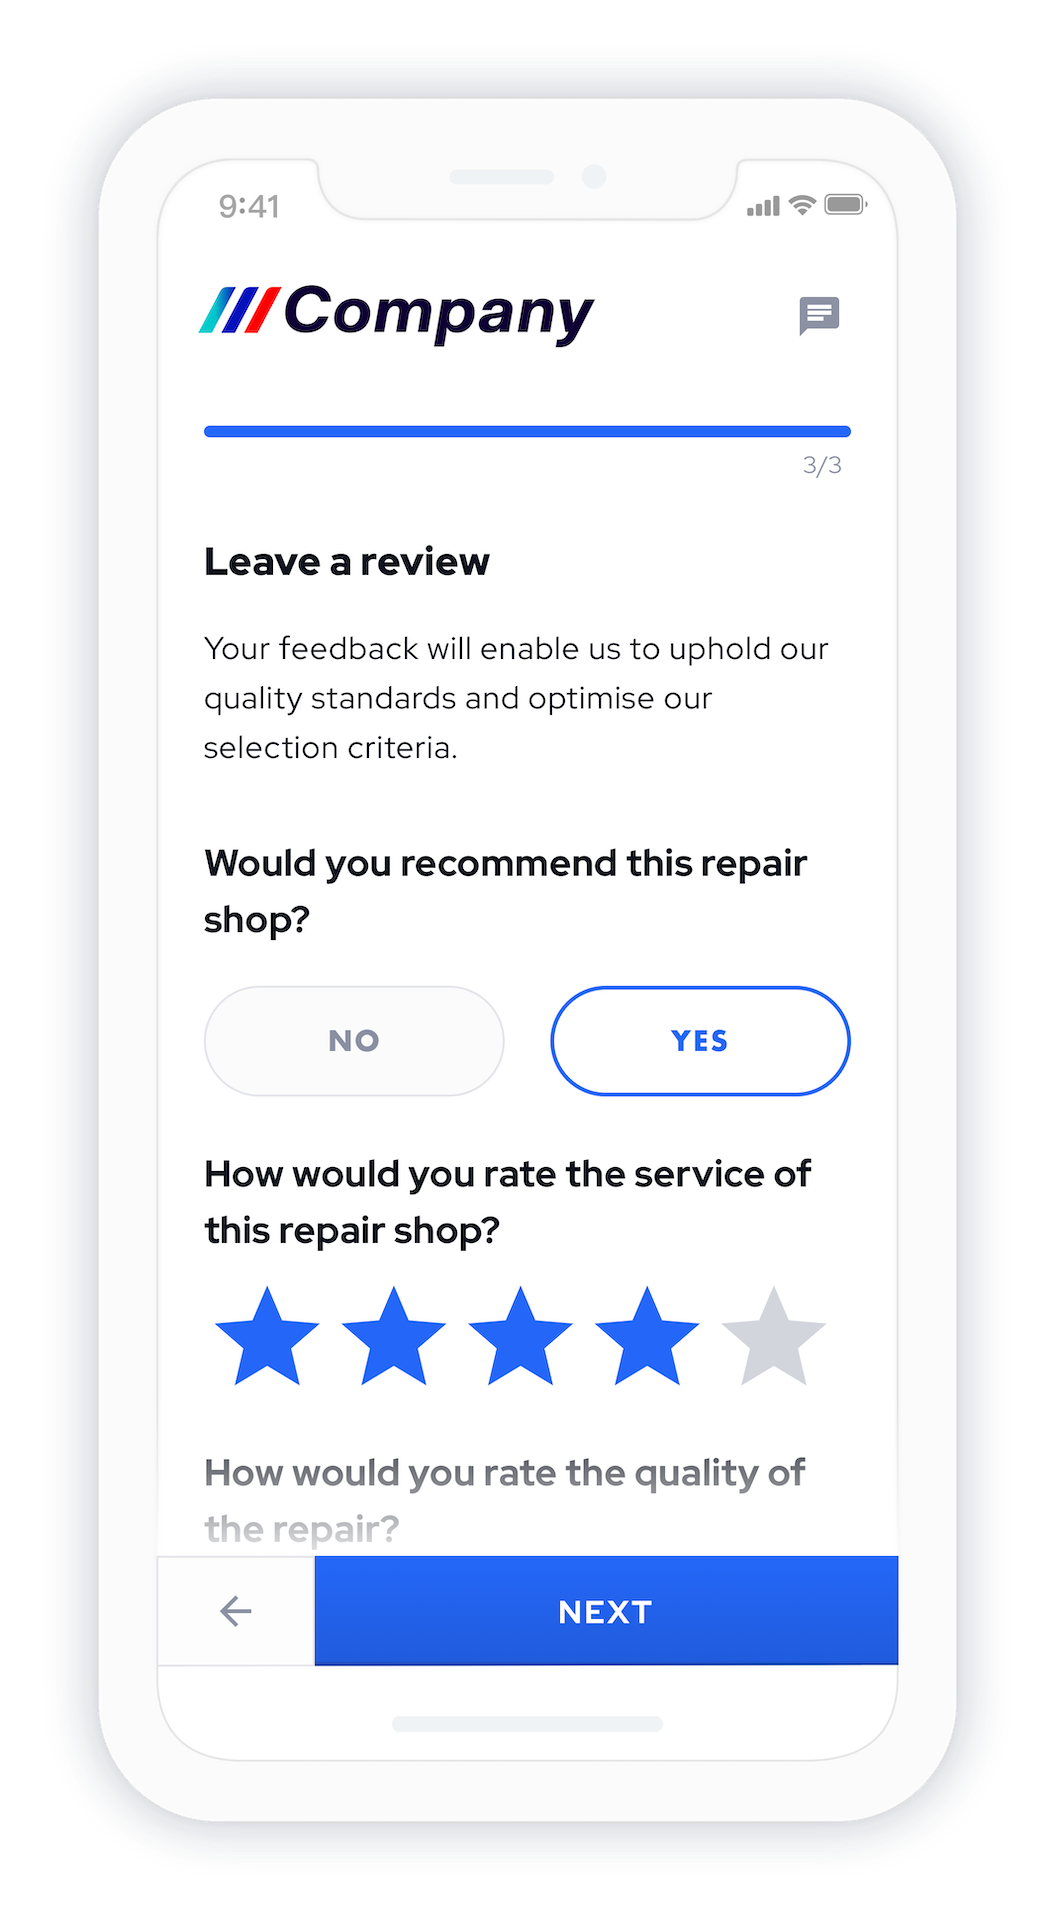 9:41
Company
3/3
Leave a review
Your feedback will enable us to uphold our
quality standards and optimise our
selection criteria.
Would you recommend this repair
shop?
NO YES
How would you rate the service of
this repair shop?
How would you rate the quality of
the repair?
NEXT